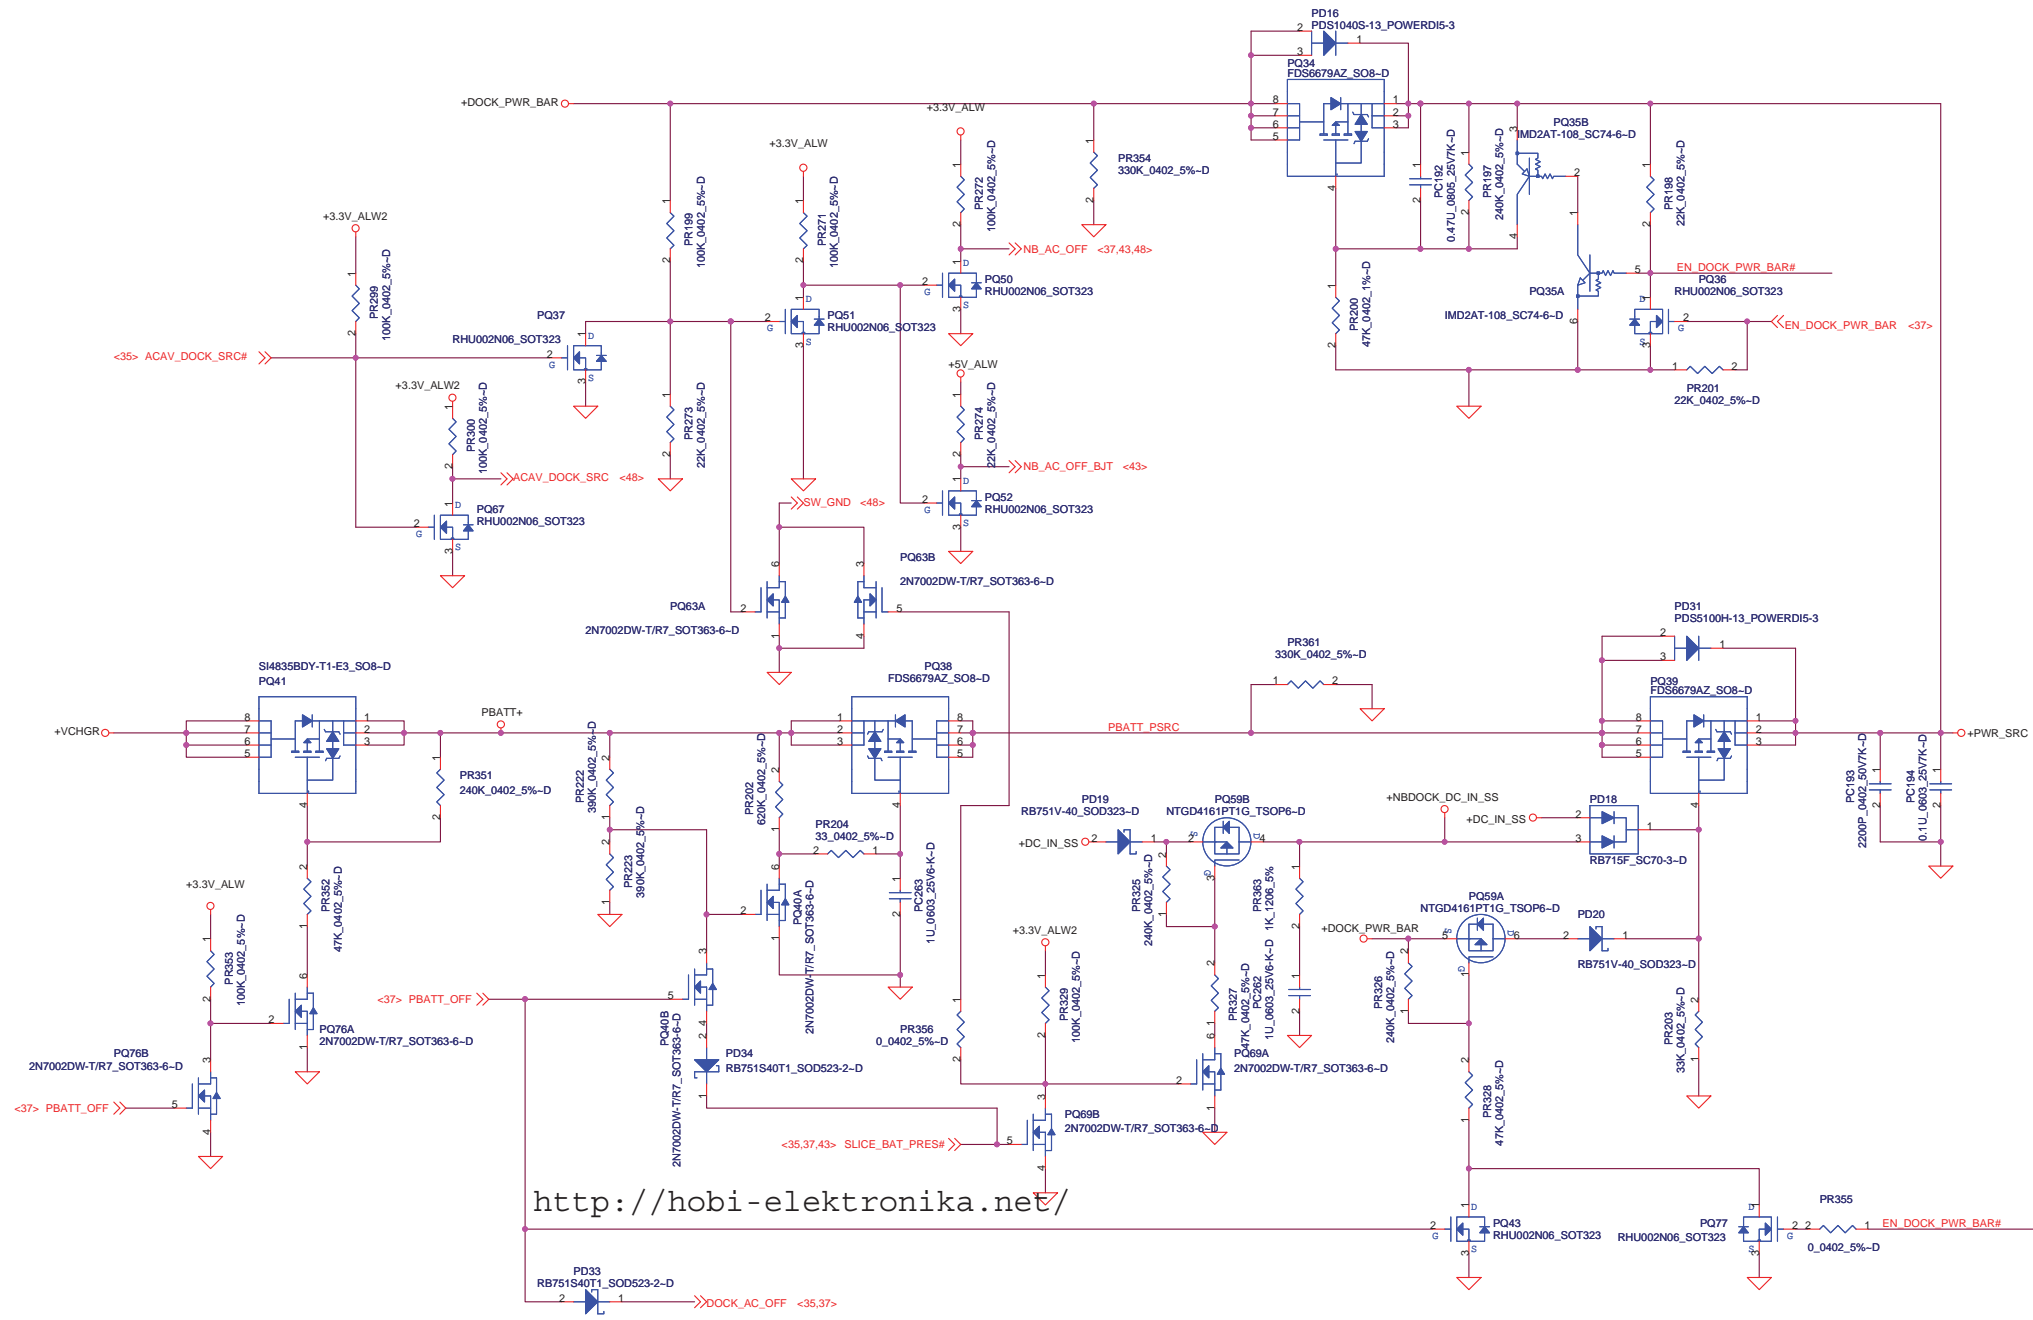 PD16
PDS1040S-13_POWERDI5-3
PQ34
FDS6679AZ_SO8~D
+DOCK_PWR_BAR
+3.3V_ALW
PR354
330K_0402_5%~D
PC192
0.47U_0805_25V7K~D
PR197
240K_0402_5%~D
PQ35B
IMD2AT-108_SC74-6~D
PR198
22K_0402_5%~D
+3.3V_ALW
PR272
100K_0402_5%~D
PR199
100K_0402_5%~D
PR271
100K_0402_5%~D
+3.3V_ALW2
NB_AC_OFF <37,43,48>
PR299
100K_0402_5%~D
PQ50
RHU002N06_SOT323
EN_DOCK_PWR_BAR#
PQ35A
IMD2AT-108_SC74-6~D
PQ36
RHU002N06_SOT323
PR200
47K_0402_1%~D
EN_DOCK_PWR_BAR <37>
PQ37
RHU002N06_SOT323
PQ51
RHU002N06_SOT323
<35> ACAV_DOCK_SRC#
+5V_ALW
PR201
22K_0402_5%~D
+3.3V_ALW2
PR300
100K_0402_5%~D
PR273
22K_0402_5%~D
PR274
22K_0402_5%~D
NB_AC_OFF_BJT <43>
ACAV_DOCK_SRC <48>
SW_GND <48>
PQ67
RHU002N06_SOT323
PQ52
RHU002N06_SOT323
PQ63B
2N7002DW-T/R7_SOT363-6~D
PQ63A
2N7002DW-T/R7_SOT363-6~D
PD31
PDS5100H-13_POWERDI5-3
PR361
330K_0402_5%~D
SI4835BDY-T1-E3_SO8~D
PQ41
PQ38
FDS6679AZ_SO8~D
PQ39
FDS6679AZ_SO8~D
PBATT+
+VCHGR
PBATT_PSRC
+PWR_SRC
PR351
240K_0402_5%~D
PR222
390K_0402_5%~D
PR202
620K_0402_5%~D
PC193
2200P_0402_50V7K~D
PC194
0.1U_0603_25V7K~D
PD19
RB751V-40_SOD323~D
PQ59B
NTGD4161PT1G_TSOP6~D
+NBDOCK_DC_IN_SS
PD18
+DC_IN_SS
RB715F_SC70-3~D
+DC_IN_SS
PR204
33_0402_5%~D
PR223
390K_0402_5%~D
+3.3V_ALW
PR352
47K_0402_5%~D
PQ40A
2N7002DW-T/R7_SOT363-6~D
PC263
1U_0603_25V6-K~D
PR325
240K_0402_5%~D
PR363
1K_1206_5%
PQ59A
NTGD4161PT1G_TSOP6~D
PD20
RB751V-40_SOD323~D
+DOCK_PWR_BAR
+3.3V_ALW2
PR353
100K_0402_5%~D
<37> PBATT_OFF
PR329
100K_0402_5%~D
PR327
47K_0402_5%~D
PC262
1U_0603_25V6-K~D
PR326
240K_0402_5%~D
PR203
33K_0402_5%~D
PQ76A
2N7002DW-T/R7_SOT363-6~D
PQ40B
2N7002DW-T/R7_SOT363-6~D
PR356
0_0402_5%~D
PD34
RB751S40T1_SOD523-2~D
PQ76B
2N7002DW-T/R7_SOT363-6~D
PQ69A
2N7002DW-T/R7_SOT363-6~D
<37> PBATT_OFF
PQ69B
2N7002DW-T/R7_SOT363-6~D
PR328
47K_0402_5%~D
<35,37,43> SLICE_BAT_PRES#
http://hobi-elektronika.net/
PR355
0_0402_5%~D
EN_DOCK_PWR_BAR#
PQ43
RHU002N06_SOT323
PQ77
RHU002N06_SOT323
PD33
RB751S40T1_SOD523-2~D
DOCK_AC_OFF <35,37>